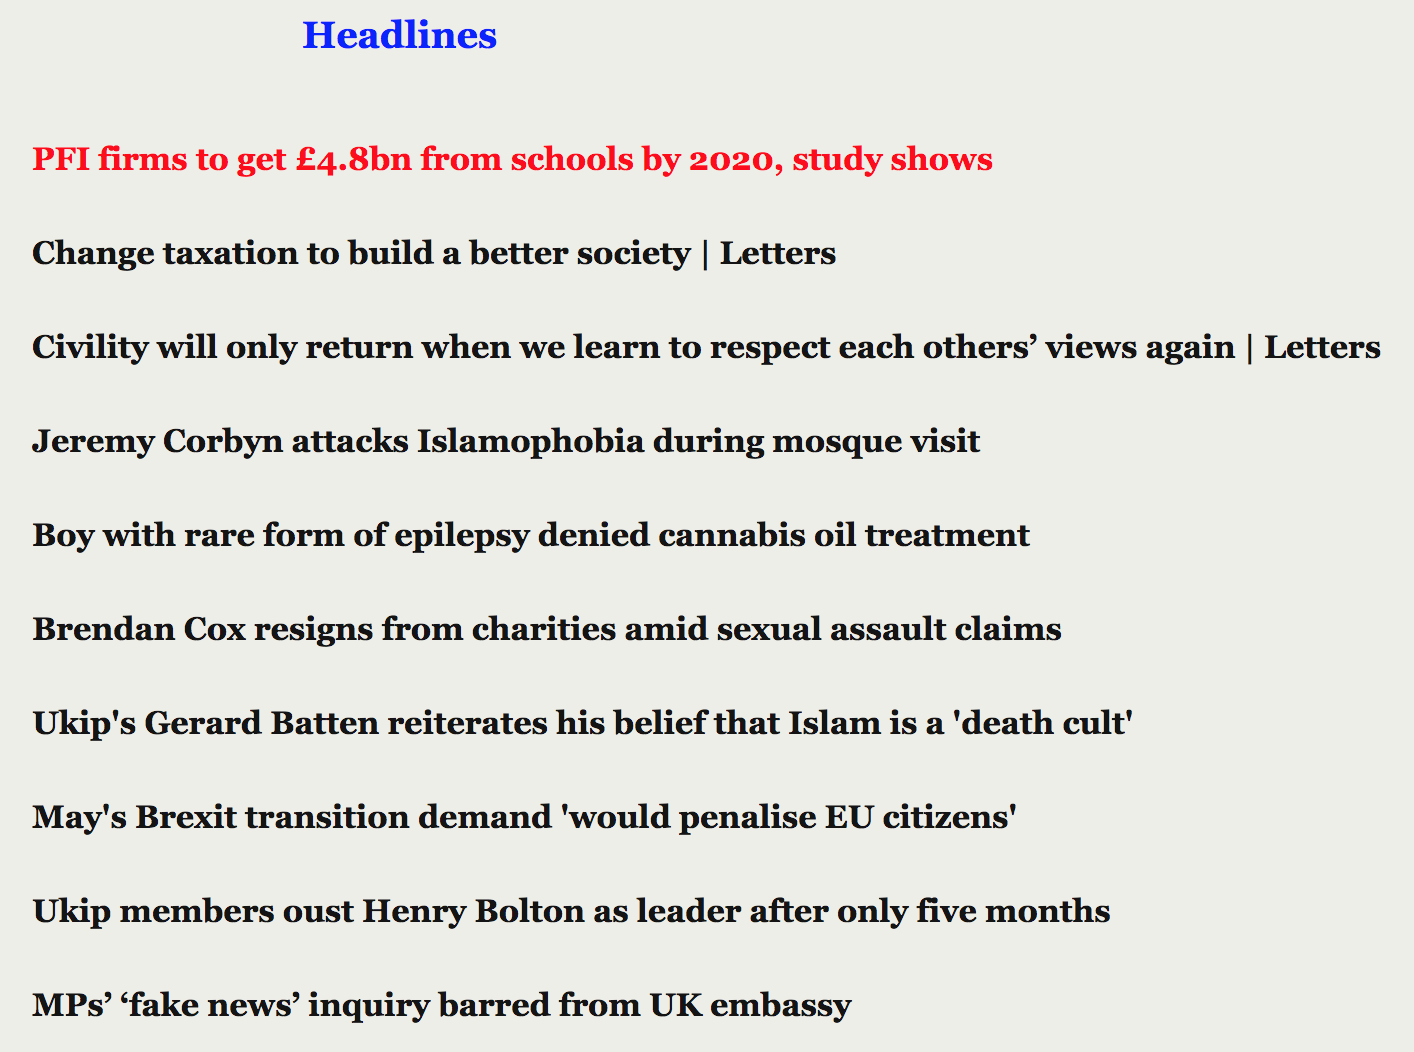 Headlines
PFI firms to get £4.8bn from schools by 2020, study shows
Change taxation to build a better society | Letters
Civility will only return when we learn to respect each others’ views again | Letters
Jeremy Corbyn attacks Islamophobia during mosque visit
Boy with rare form of epilepsy denied cannabis oil treatment
Brendan Cox resigns from charities amid sexual assault claims
Ukip's Gerard Batten reiterates his belief that Islam is a 'death cult'
May's Brexit transition demand 'would penalise EU citizens'
Ukip members oust Henry Bolton as leader after only five months
MPs’ ‘fake news’ inquiry barred from UK embassy